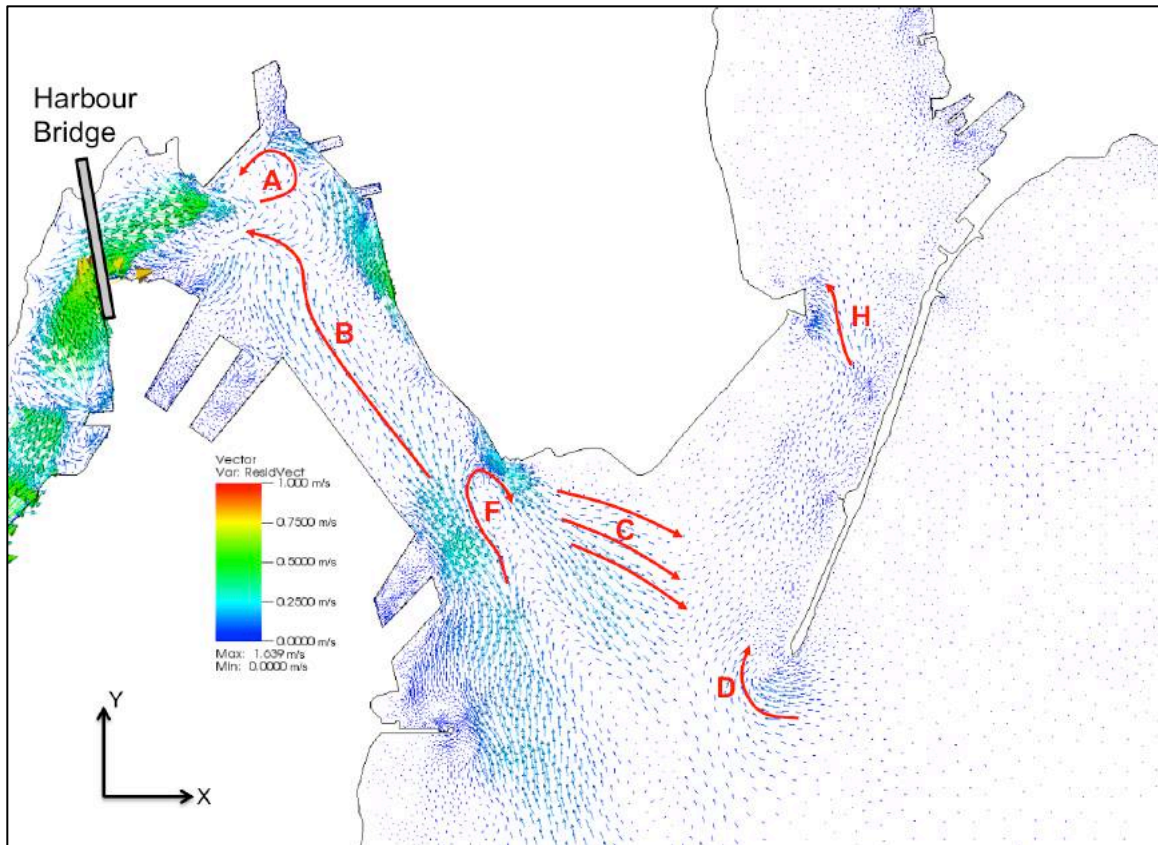 Harbour
Bridge
A
B
H
F
C
D
Vector
Var: ResidVect
1.000 m/s
0.7500 m/s
0.5000 m/s
0.2500 m/s
0.0000 m/s
Max: 1.639 m/s
Min: 0.0000 m/s
Y
X